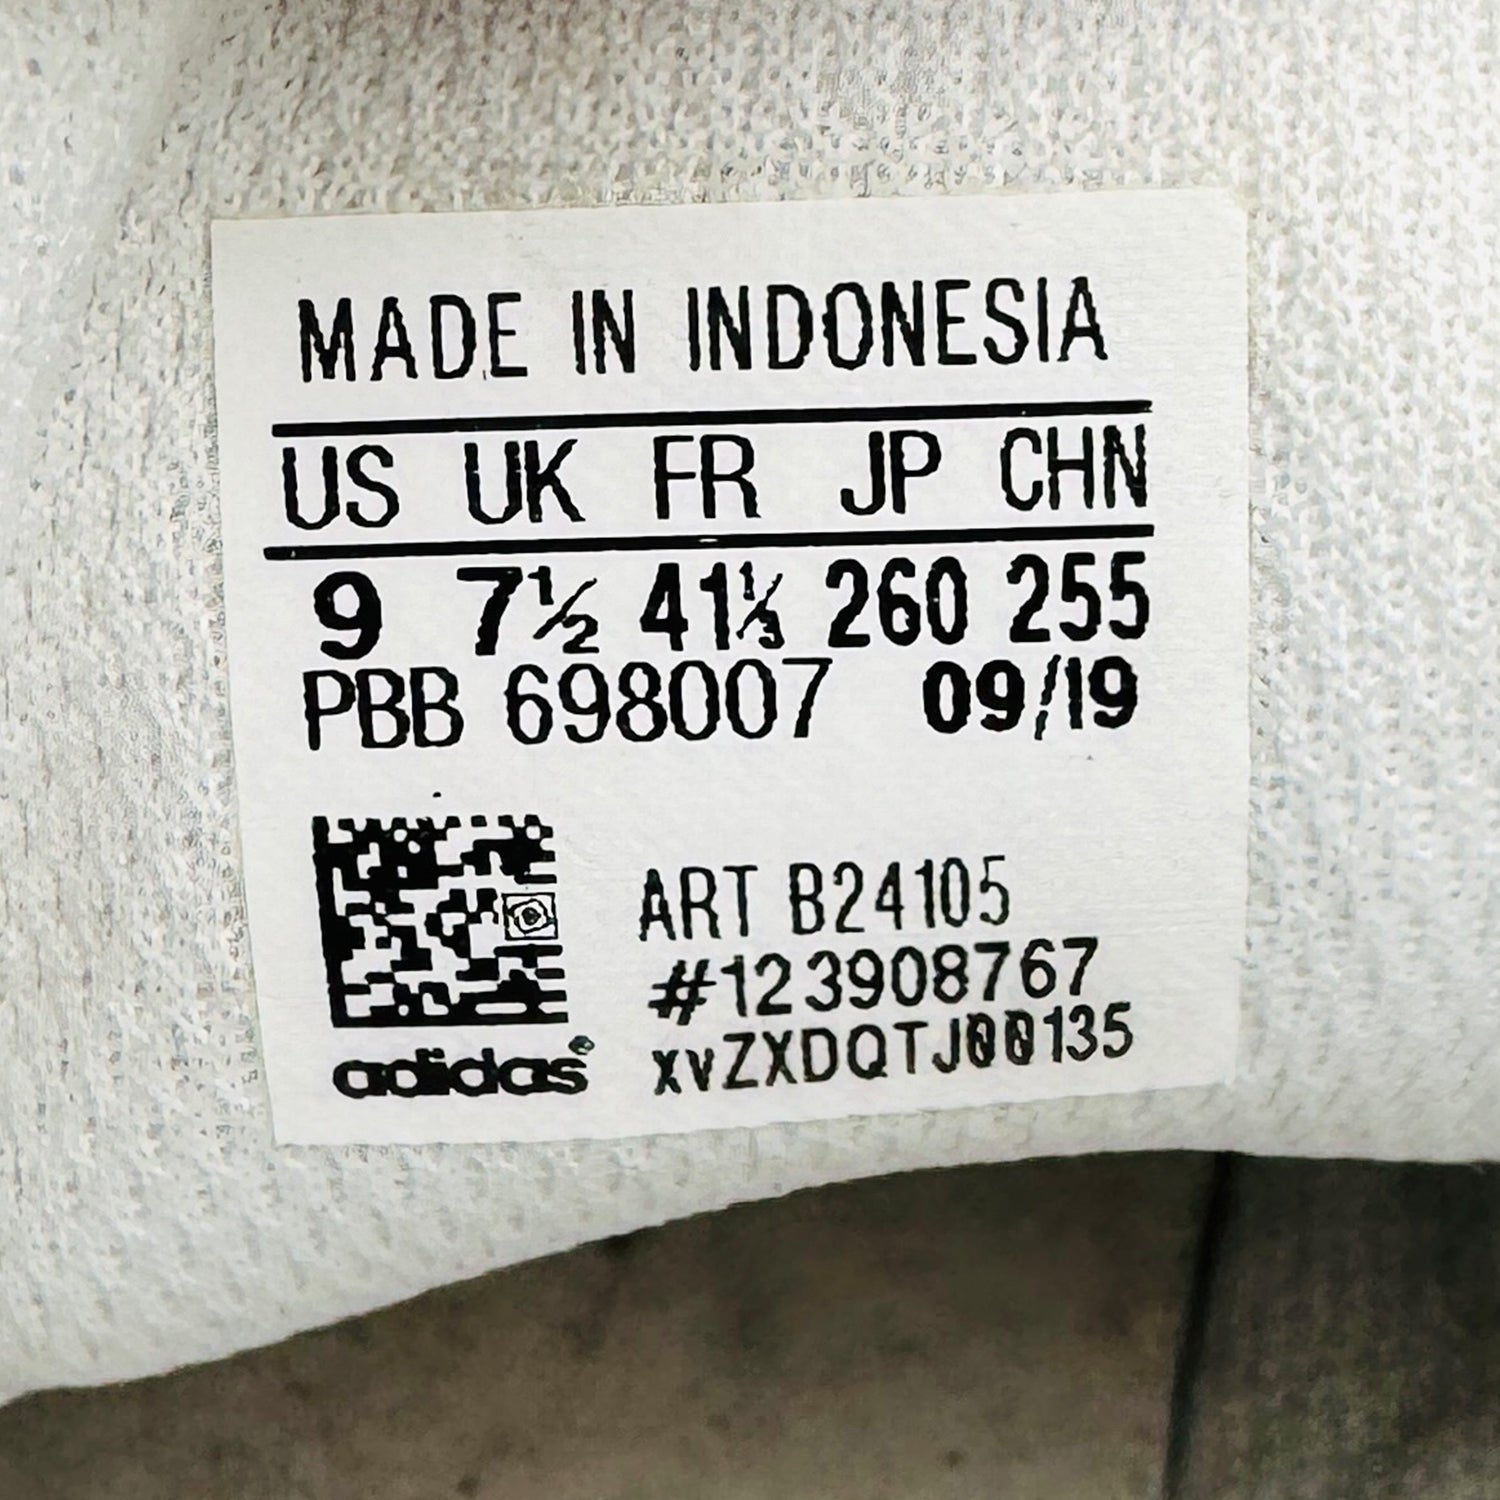 MADE IN INDONESIA
US UK FR JP CHN
9 7½ 41⅓ 260 255
PBB 698007 09/19
ART B24105
#123908767
xvZXDQTJ00135
adidas